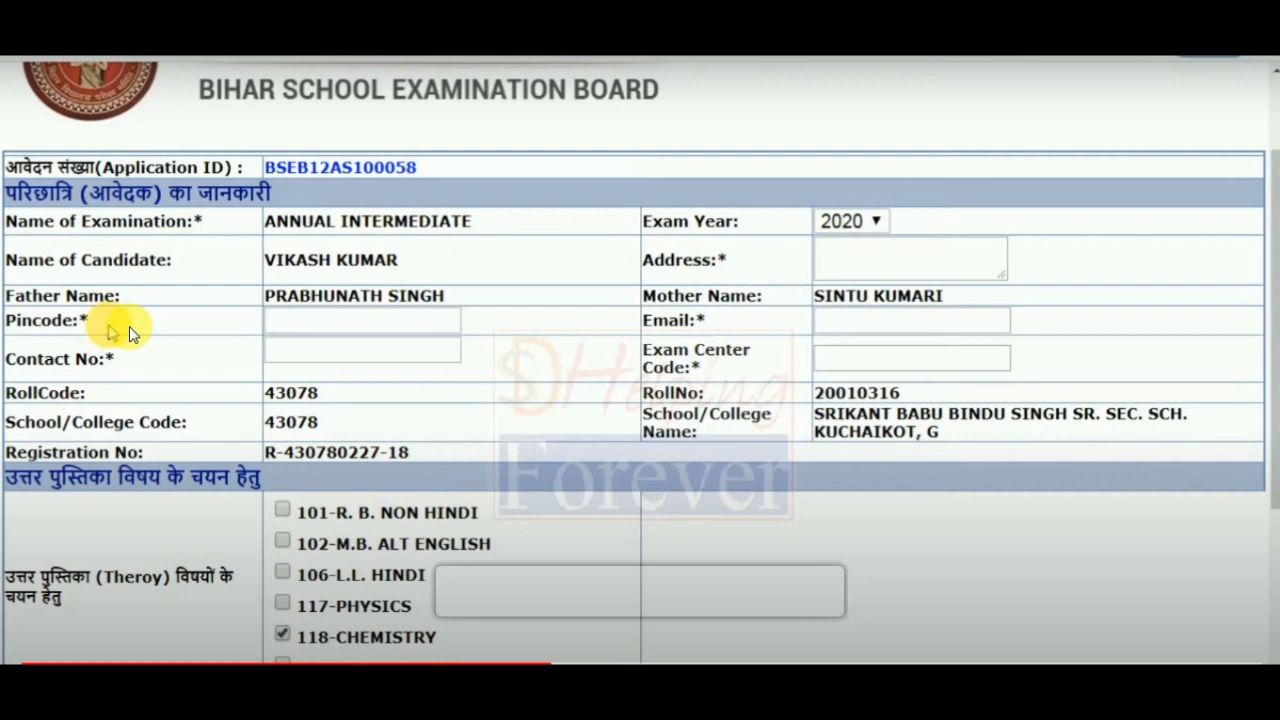 BIHAR SCHOOL EXAMINATION BOARD
आवेदन संख्या(Application ID) : BSEB12AS100058
परिछात्रि (आवेदक) का जानकारी
Name of Examination:* ANNUAL INTERMEDIATE Exam Year: 2020
Name of Candidate: VIKASH KUMAR Address:*
Father Name: PRABHUNATH SINGH Mother Name: SINTU KUMARI
Pincode:* Email:*
Contact No:* Exam Center
Code:*
RollCode: 43078 RollNo: 20010316
School/College Code: 43078 School/College
Name: SRIKANT BABU BINDU SINGH SR. SEC. SCH.
KUCHAIKOT, G
Registration No: R-430780227-18
उत्तर पुस्तिका विषय के चयन हेतु
101-R. B. NON HINDI
102-M.B. ALT ENGLISH
उत्तर पुस्तिका (Theroy) विषयों के
चयन हेतु
106-L.L. HINDI
117-PHYSICS
118-CHEMISTRY
SDHelping
Forever